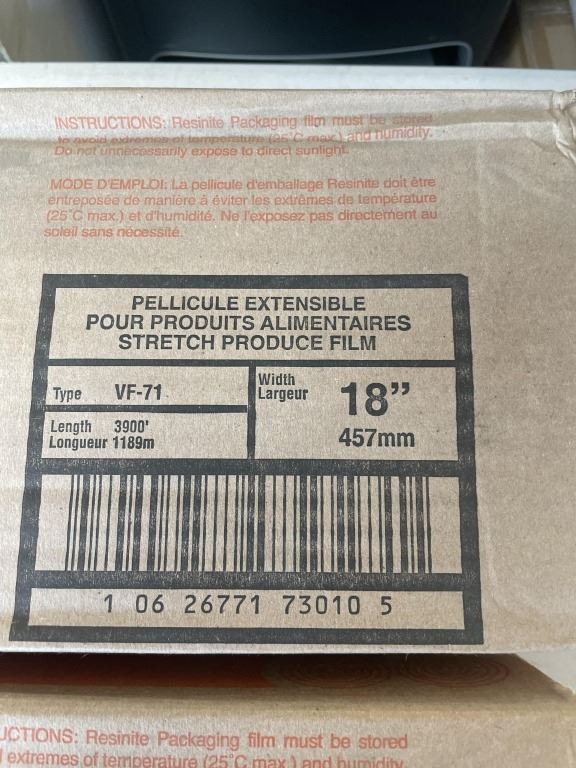 INSTRUCTIONS: Resinite Packaging film must be stored
to avoid extremes of temperature (25°C max.) and humidity.
Do not unnecessarily expose to direct sunlight.
MODE D'EMPLOI: La pellicule d'emballage Resinite doit être
entreposée de manière à éviter les extrêmes de température
(25°C max.) et d'humidité. Ne l'exposez pas directement au
soleil sans nécessité.
PELLICULE EXTENSIBLE
POUR PRODUITS ALIMENTAIRES
STRETCH PRODUCE FILM
Type VF-71
Length 3900'
Longueur 1189m
Width
Largeur
18”
457mm
1 06 26771 73010 5
UCTIONS: Resinite Packaging film must be stored
extremes of temperature (25°C max.) and humidity.